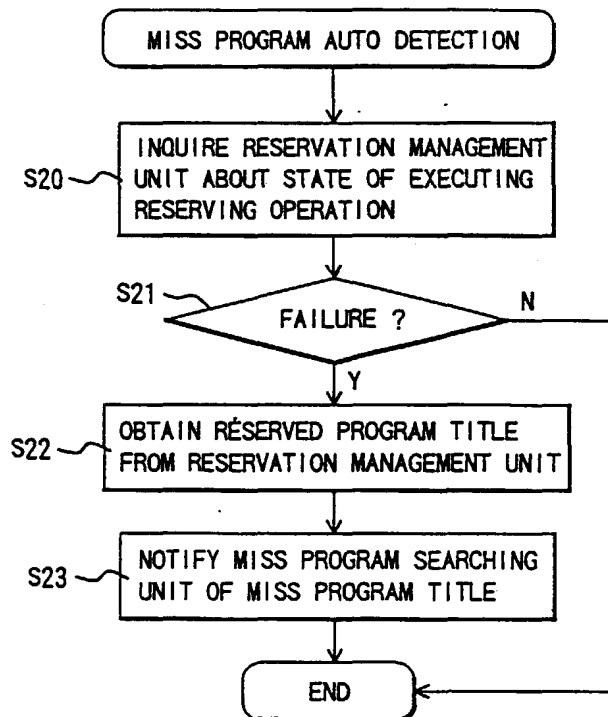 MISS PROGRAM AUTO DETECTION
S20
INQUIRE RESERVATION MANAGEMENT
UNIT ABOUT STATE OF EXECUTING
RESERVING OPERATION
S21
FAILURE ?
N
Y
S22
OBTAIN RESERVED PROGRAM TITLE
FROM RESERVATION MANAGEMENT UNIT
S23
NOTIFY MISS PROGRAM SEARCHING
UNIT OF MISS PROGRAM TITLE
END